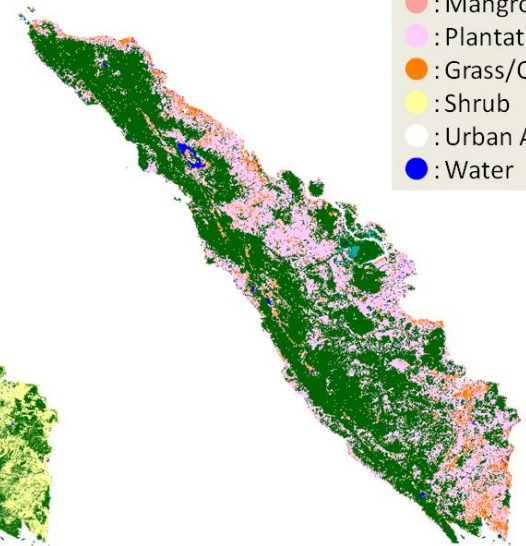 : Mangro
: Plantat
: Grass/
: Shrub
: Urban
: Water